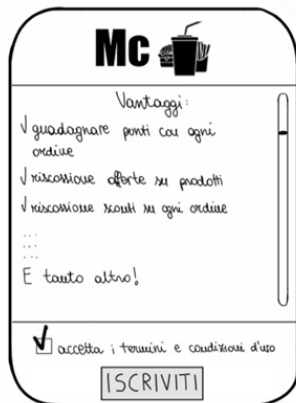 Mc
Vantaggi:
√ guadagnare punti con ogni
ordine
√ riscossione offerte su prodotti
√ riscossione sconti su ogni ordine
...
...
E tanto altro!
accetta i termini e condizioni d'uso
ISCRIVITI